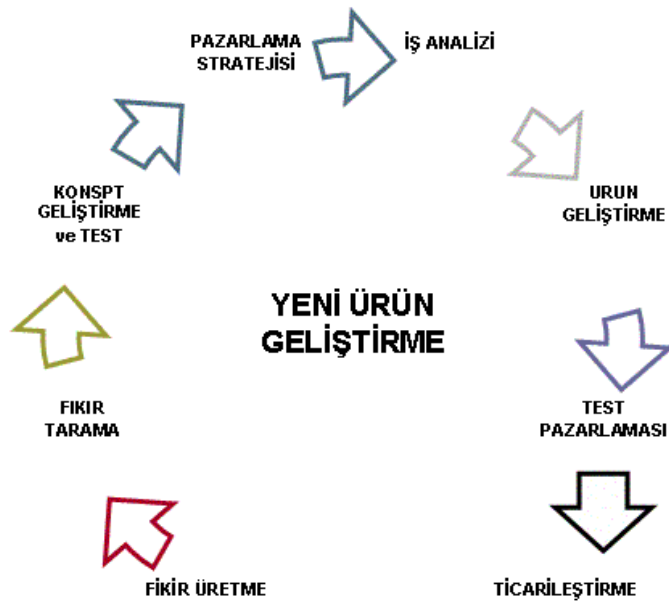 PAZARLAMA
STRATEJİSİ
İŞ ANALİZİ
KONSPT
GELİŞTİRME
ve TEST
URUN
GELİŞTİRME
YENİ ÜRÜN
GELİŞTİRME
FIKIR
TARAMA
TEST
PAZARLAMASI
FİKİR ÜRETME
TİCARİLEŞTİRME